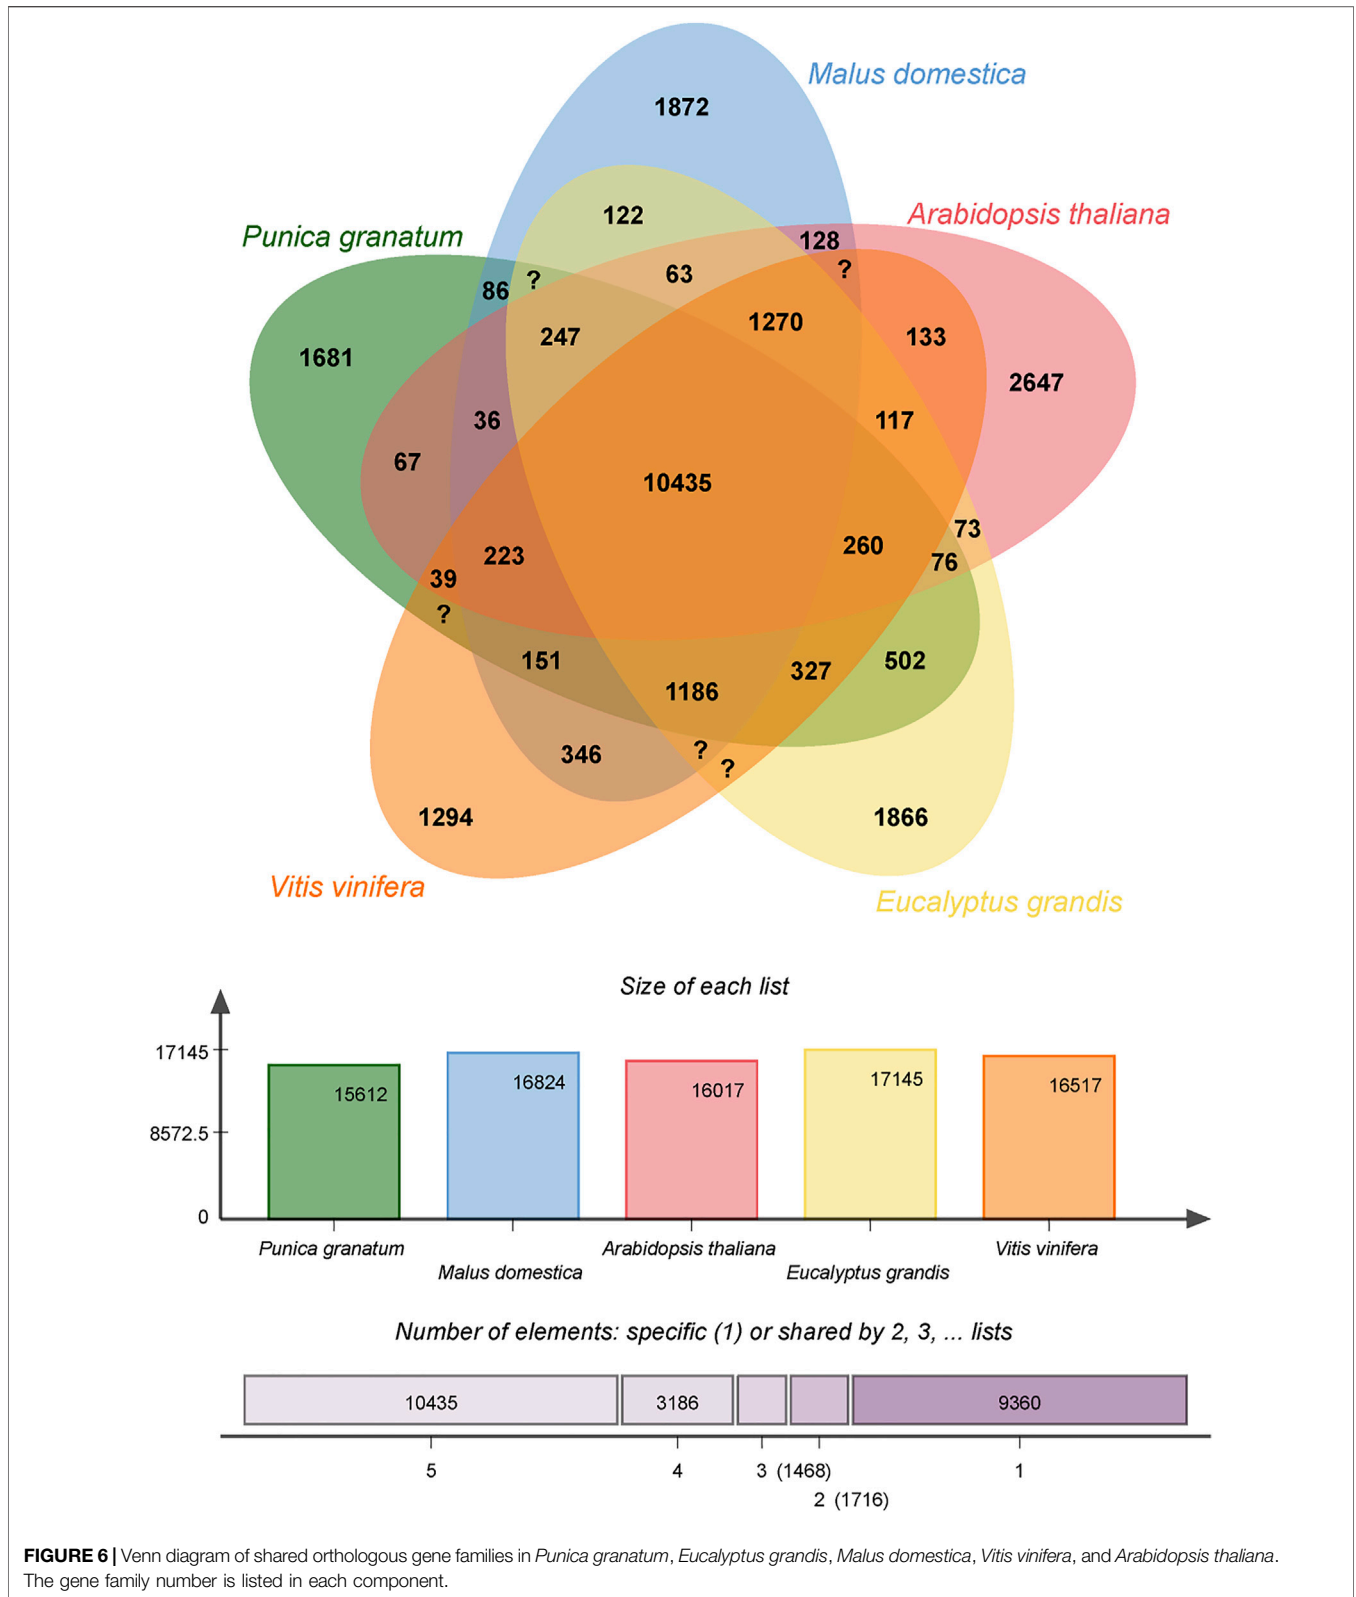 Malus domestica
1872
Arabidopsis thaliana
122
Punica granatum
128
?
63
?
86
247
1270
133
1681
2647
36
117
67
10435
73
223
260
76
39
?
151
1186
327
502
346
?
?
1294
1866
Vitis vinifera
Eucalyptus grandis
Size of each list
17145
8572.5
0
15612
16824
16017
17145
16517
Punica granatum
Malus domestica
Arabidopsis thaliana
Eucalyptus grandis
Vitis vinifera
Number of elements: specific (1) or shared by 2, 3, ... lists
10435 3186 9360
5 4 3 (1468) 1
2 (1716)
FIGURE 6 | Venn diagram of shared orthologous gene families in Punica granatum, Eucalyptus grandis, Malus domestica, Vitis vinifera, and Arabidopsis thaliana.
The gene family number is listed in each component.